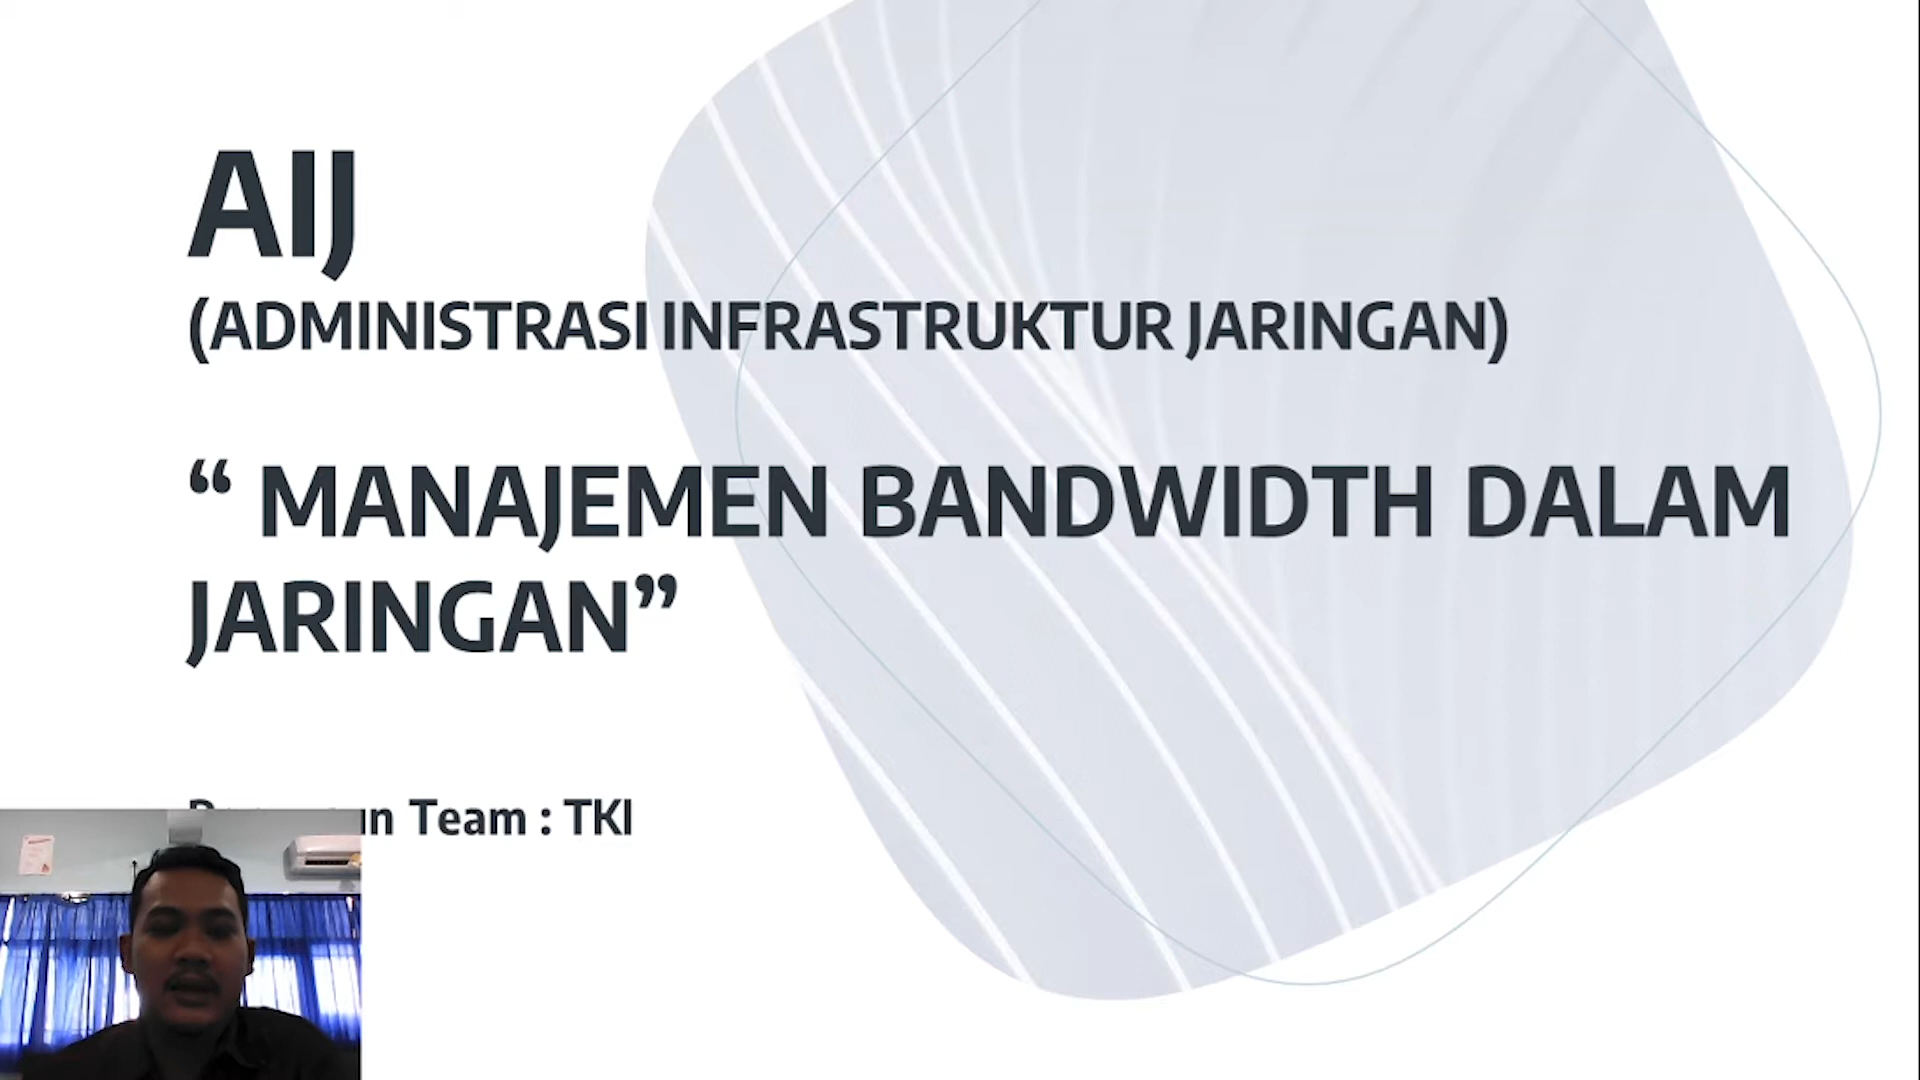 AIJ
(ADMINISTRASI INFRASTRUKTUR JARINGAN)
“ MANAJEMEN BANDWIDTH DALAM
JARINGAN”
Team : TKI